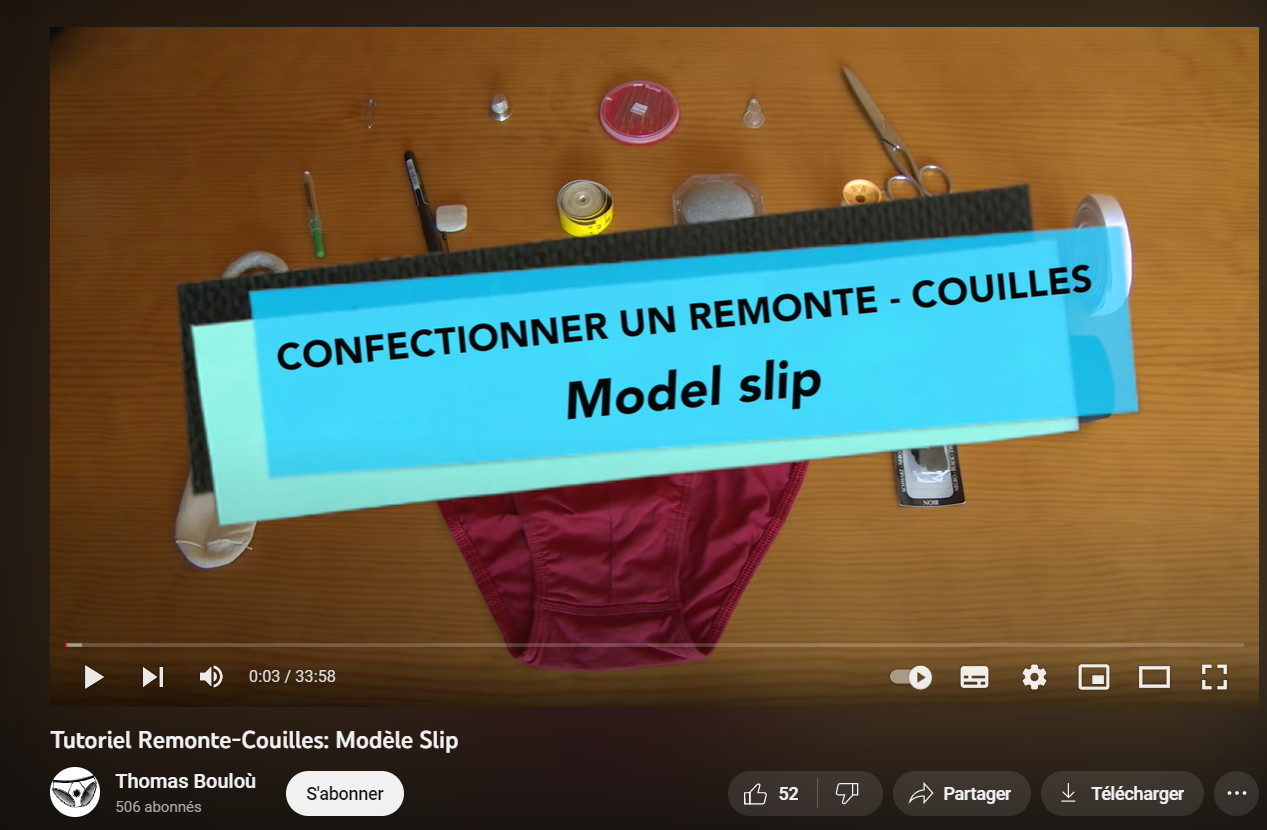 CONFECTIONNER UN REMONTE - COUILLES
Model slip
NOIR
0:03 / 33:58
Tutoriel Remonte-Couilles: Modèle Slip
Thomas Bouloù
506 abonnés
S'abonner
52
Partager
Télécharger